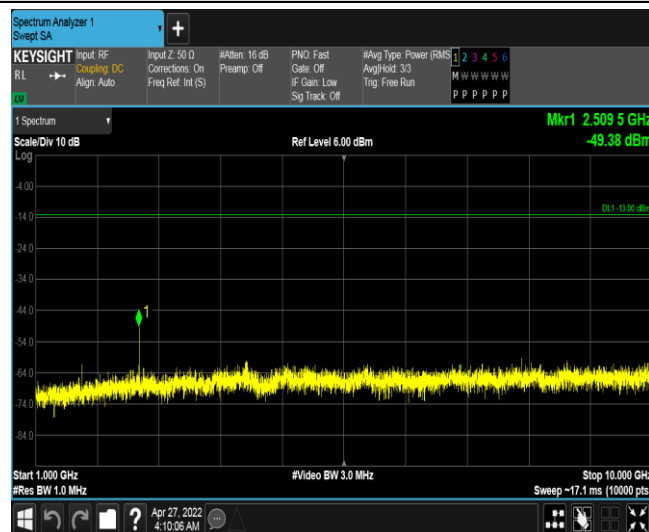 Spectrum Analyzer 1
Swept SA
+
KEYSIGHT Input: RF Input Z: 50 Ω #Atten: 16 dB PNO: Fast #Avg Type: Power (RMS 1 2 3 4 5 6
RL Coupling: DC Corrections: On Preamp: Off Gate: Off Avg|Hold: 3/3 M W W W W W
Align: Auto Freq Ref: Int (S) IF Gain: Low Trig: Free Run
Sig Track: Off P P P P P P
1 Spectrum Mkr1 2.509 5 GHz
Scale/Div 10 dB Ref Level 6.00 dBm -49.38 dBm
Log
-4.00
DL1 -13.00 dBm
-14.0
-24.0
-34.0
-44.0
1
-54.0
-64.0
-74.0
-84.0
Start 1.000 GHz #Video BW 3.0 MHz Stop 10.000 GHz
#Res BW 1.0 MHz Sweep ~17.1 ms (10000 pts
? Apr 27, 2022
4:10:06 AM